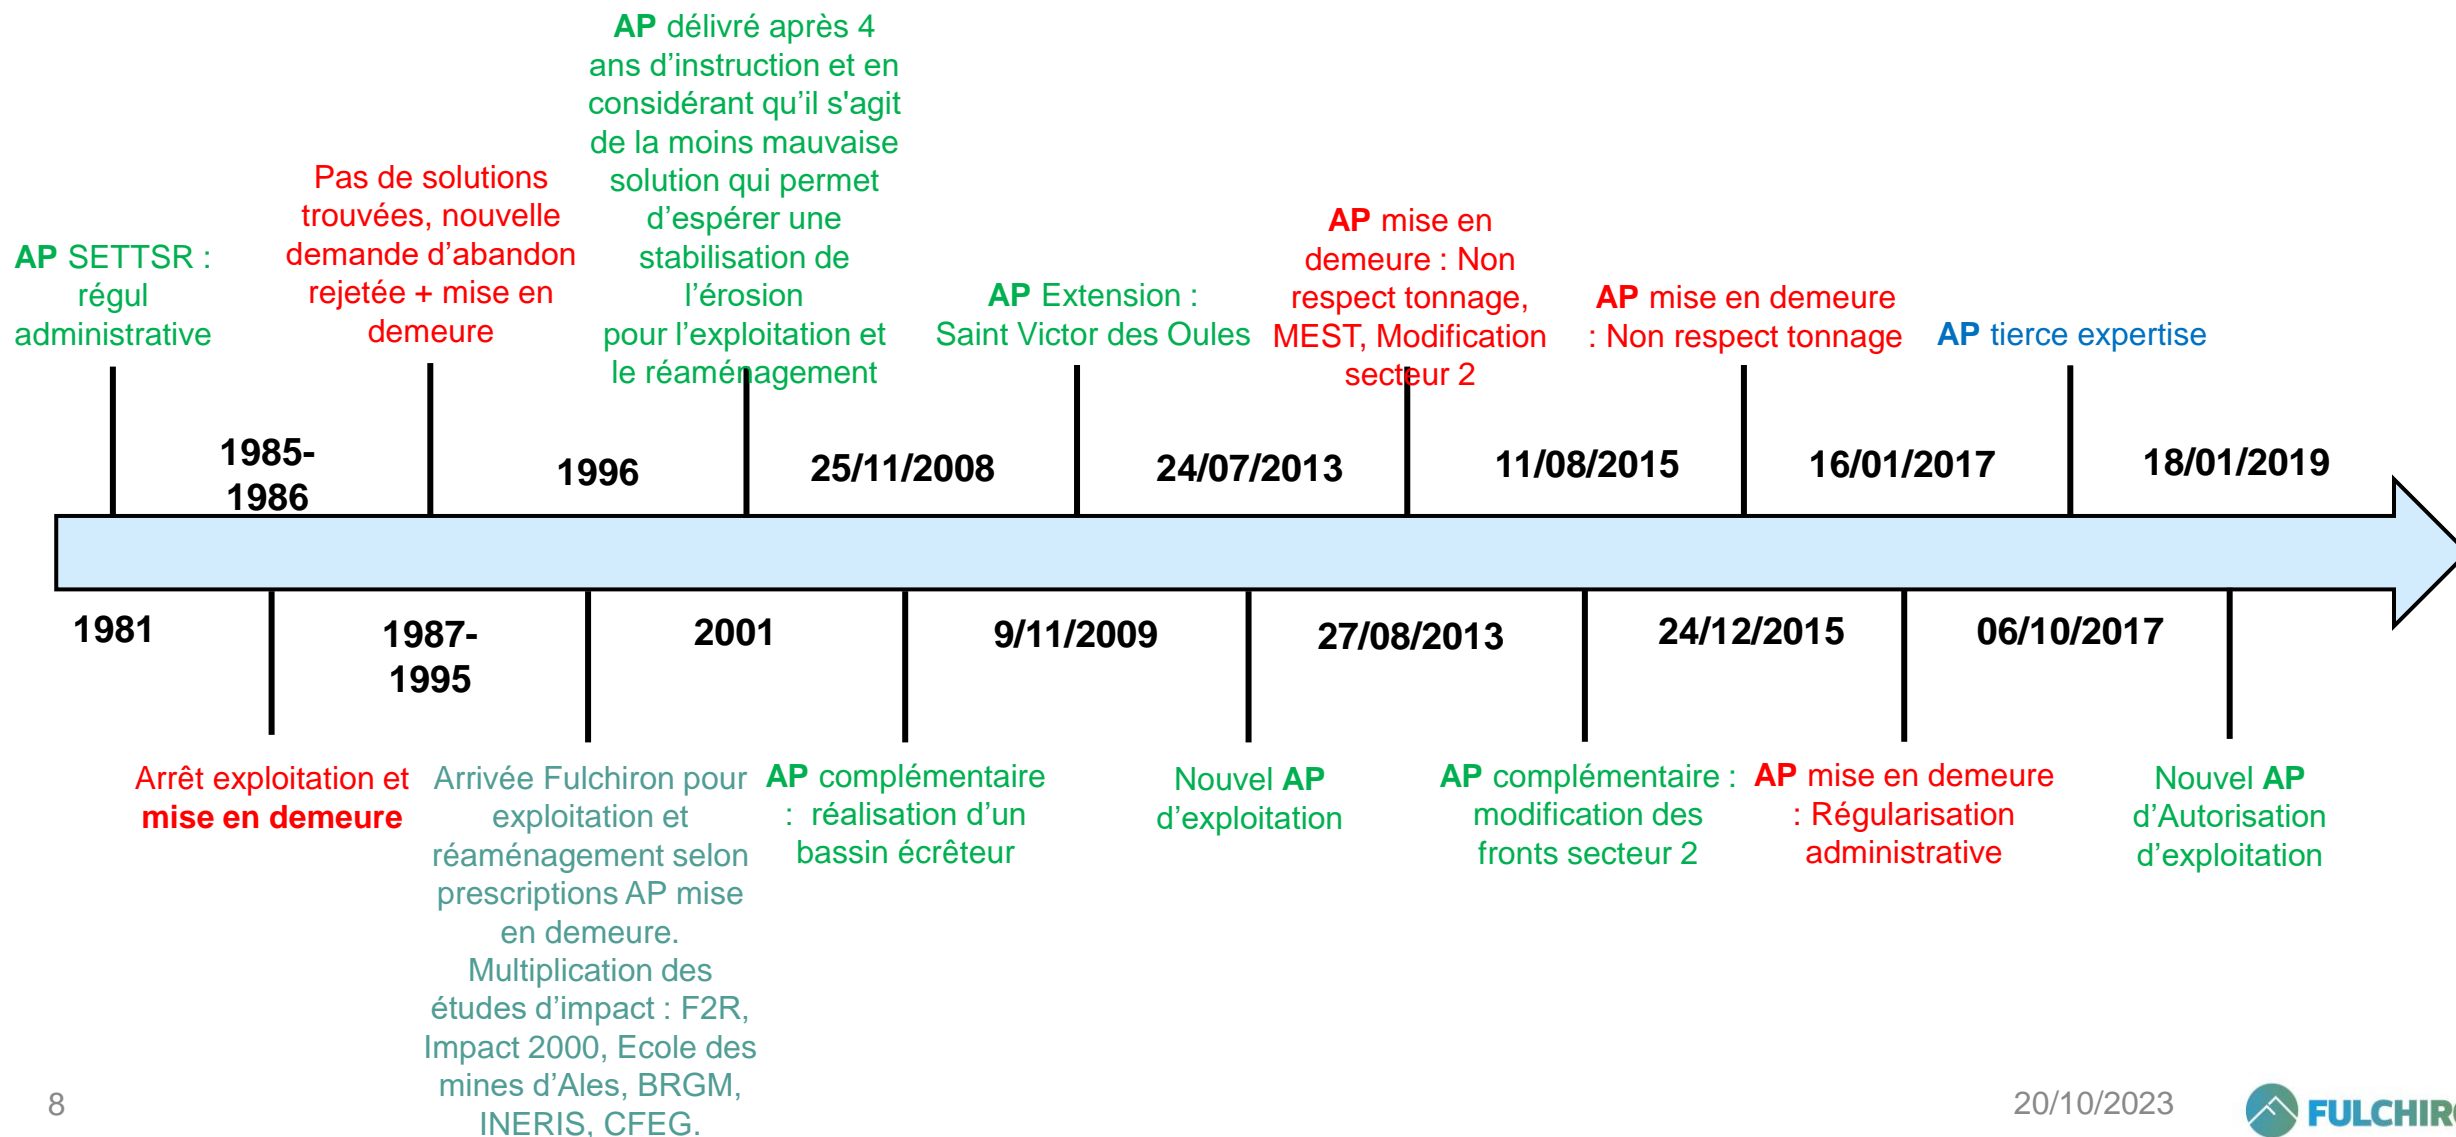 AP SETTSR :
régul
administrative
1981
1985-
1986
Arrêt exploitation et
mise en demeure
Pas de solutions
trouvées, nouvelle
demande d’abandon
rejetée + mise en
demeure
1987-
1995
1996
Arrivée Fulchiron pour
exploitation et
réaménagement selon
prescriptions AP mise
en demeure.
Multiplication des
études d’impact : F2R,
Impact 2000, Ecole des
mines d’Ales, BRGM,
INERIS, CFEG.
AP délivré après 4
ans d’instruction et en
considérant qu’il s'agit
de la moins mauvaise
solution qui permet
d’espérer une
stabilisation de
l’érosion
pour l’exploitation et
le réaménagement
2001
25/11/2008
AP complémentaire
: réalisation d’un
bassin écrêteur
AP Extension :
Saint Victor des Oules
9/11/2009
24/07/2013
Nouvel AP
d’exploitation
AP mise en
demeure : Non
respect tonnage,
MEST, Modification
secteur 2
27/08/2013
11/08/2015
AP complémentaire :
modification des
fronts secteur 2
AP mise en demeure
: Non respect tonnage
24/12/2015
16/01/2017
AP mise en demeure
: Régularisation
administrative
AP tierce expertise
06/10/2017
18/01/2019
Nouvel AP
d’Autorisation
d’exploitation
8
20/10/2023
FULCHIRO